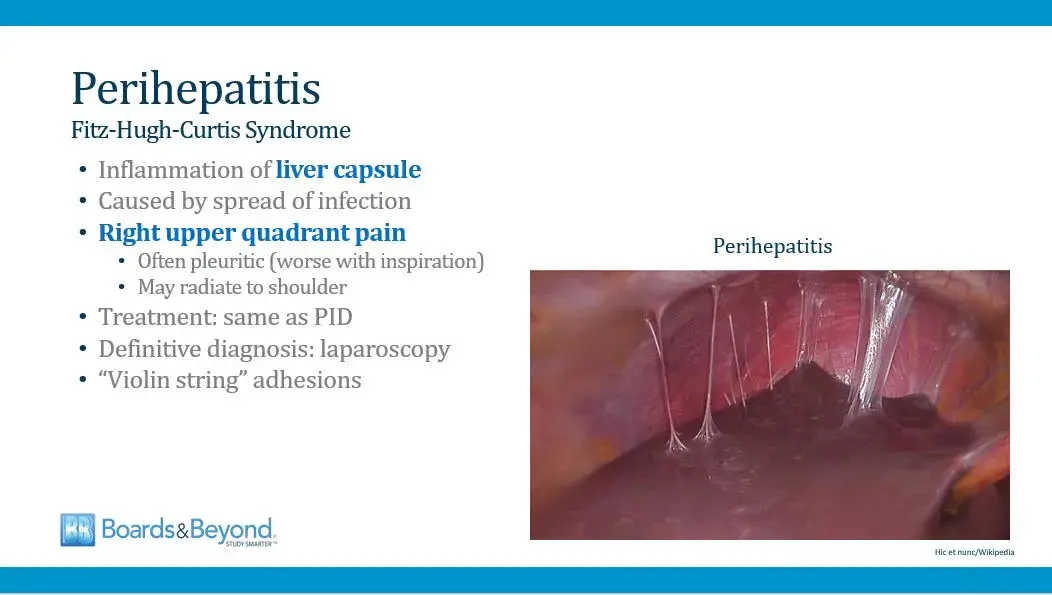 Perihepatitis
Fitz-Hugh-Curtis Syndrome
• Inflammation of liver capsule
• Caused by spread of infection
• Right upper quadrant pain
• Often pleuritic (worse with inspiration)
• May radiate to shoulder
• Treatment: same as PID
• Definitive diagnosis: laparoscopy
• “Violin string” adhesions
Perihepatitis
Hic et nunc/Wikipedia
BB Boards&Beyond®
STUDY SMARTER™